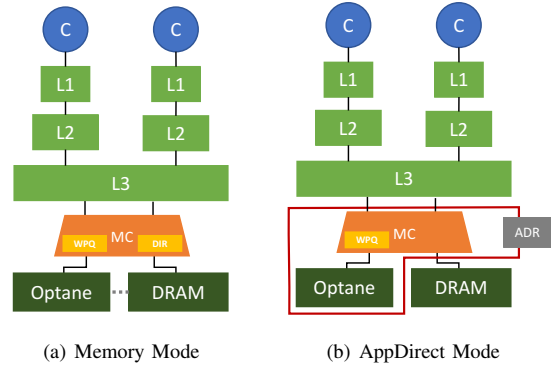 C C
L1 L1
L2 L2
L3
WPQ MC DIR
Optane DRAM
(a) Memory Mode
C C
L1 L1
L2 L2
L3
WPQ MC
ADR
Optane DRAM
(b) AppDirect Mode